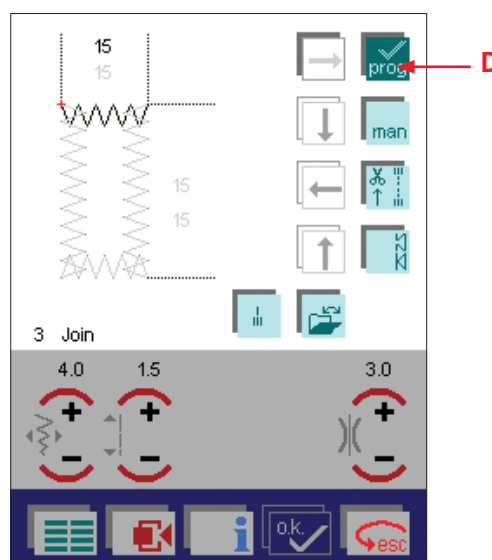 15
15
prog
D
man
15
15
3 Join
4.0 1.5 3.0
+ + +
- - -
i
o.k.
esc